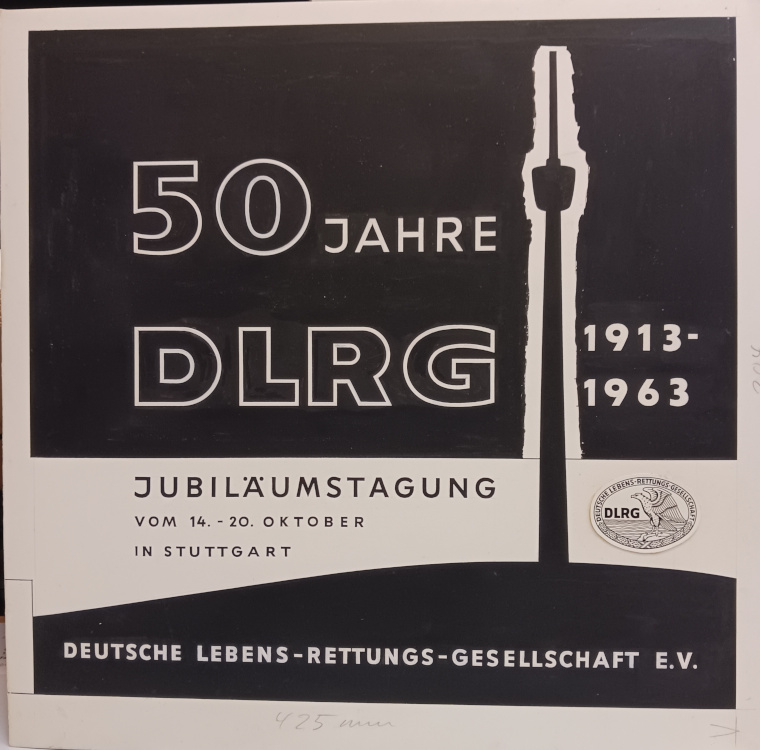 50 JAHRE
DLRG
1913-
1963
JUBILÄUMSTAGUNG
VOM 14. - 20. OKTOBER
IN STUTTGART
DEUTSCHE LEBENS-RETTUNGS-GESELLSCHAFT
DLRG
DEUTSCHE LEBENS-RETTUNGS-GESELLSCHAFT E.V.
425 mm